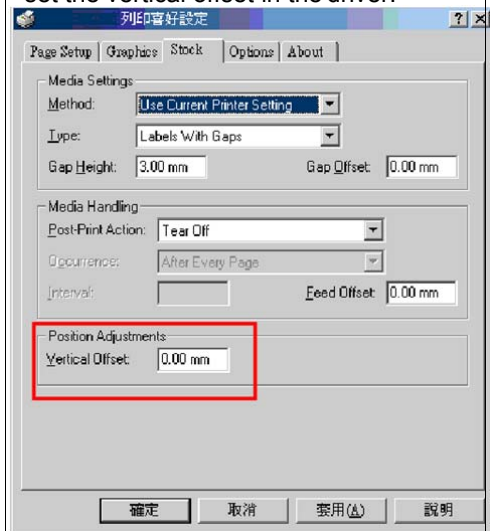 set the vertical offset in the driver.
列印喜好設定
Page Setup Graphics Stock Options About
Media Settings
Method: Use Current Printer Setting
Type: Labels With Gaps
Gap Height: 3.00 mm Gap Offset: 0.00 mm
Media Handling
Post-Print Action: Tear Off
Occurrence: After Every Page
Interval: Feed Offset: 0.00 mm
Position Adjustments
Vertical Offset: 0.00 mm
確定 取消 套用(A) 說明